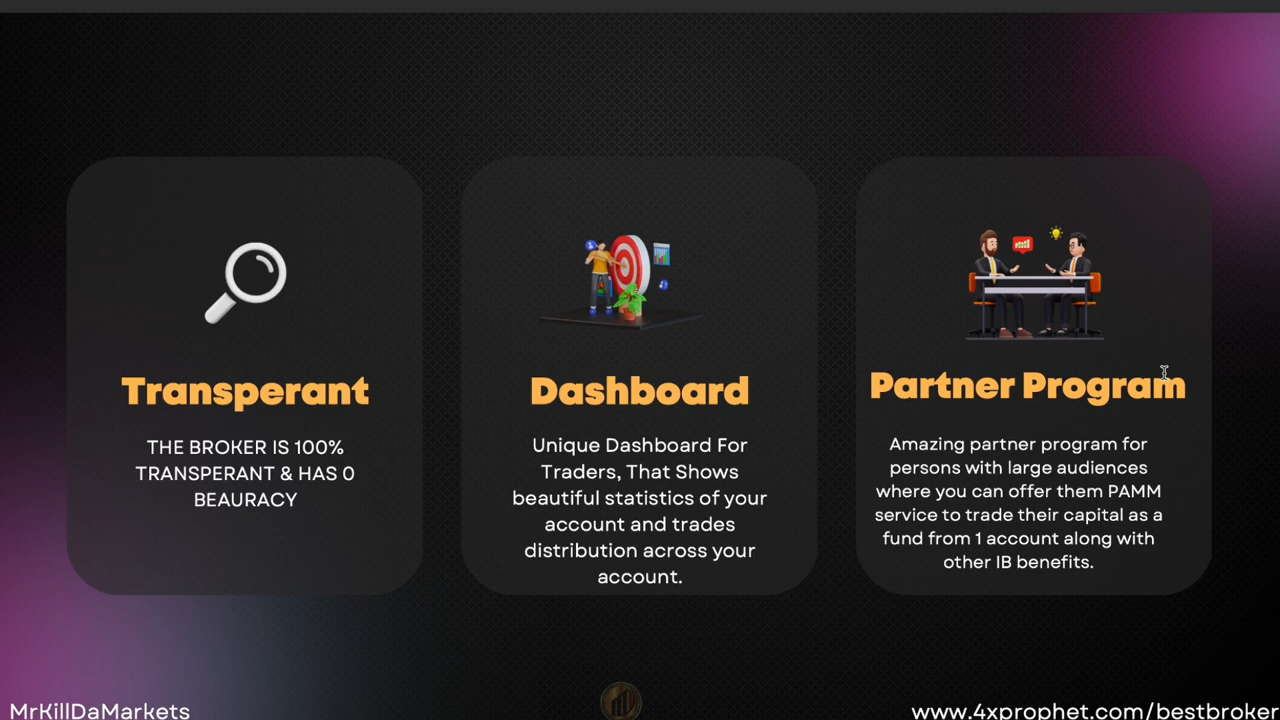 Transperant
THE BROKER IS 100%
TRANSPERANT & HAS 0
BEAURACY
Dashboard
Unique Dashboard For
Traders, That Shows
beautiful statistics of your
account and trades
distribution across your
account.
Partner Program
Amazing partner program for
persons with large audiences
where you can offer them PAMM
service to trade their capital as a
fund from 1 account along with
other IB benefits.
MrKillDaMarkets
www.4xprophet.com/bestbroker